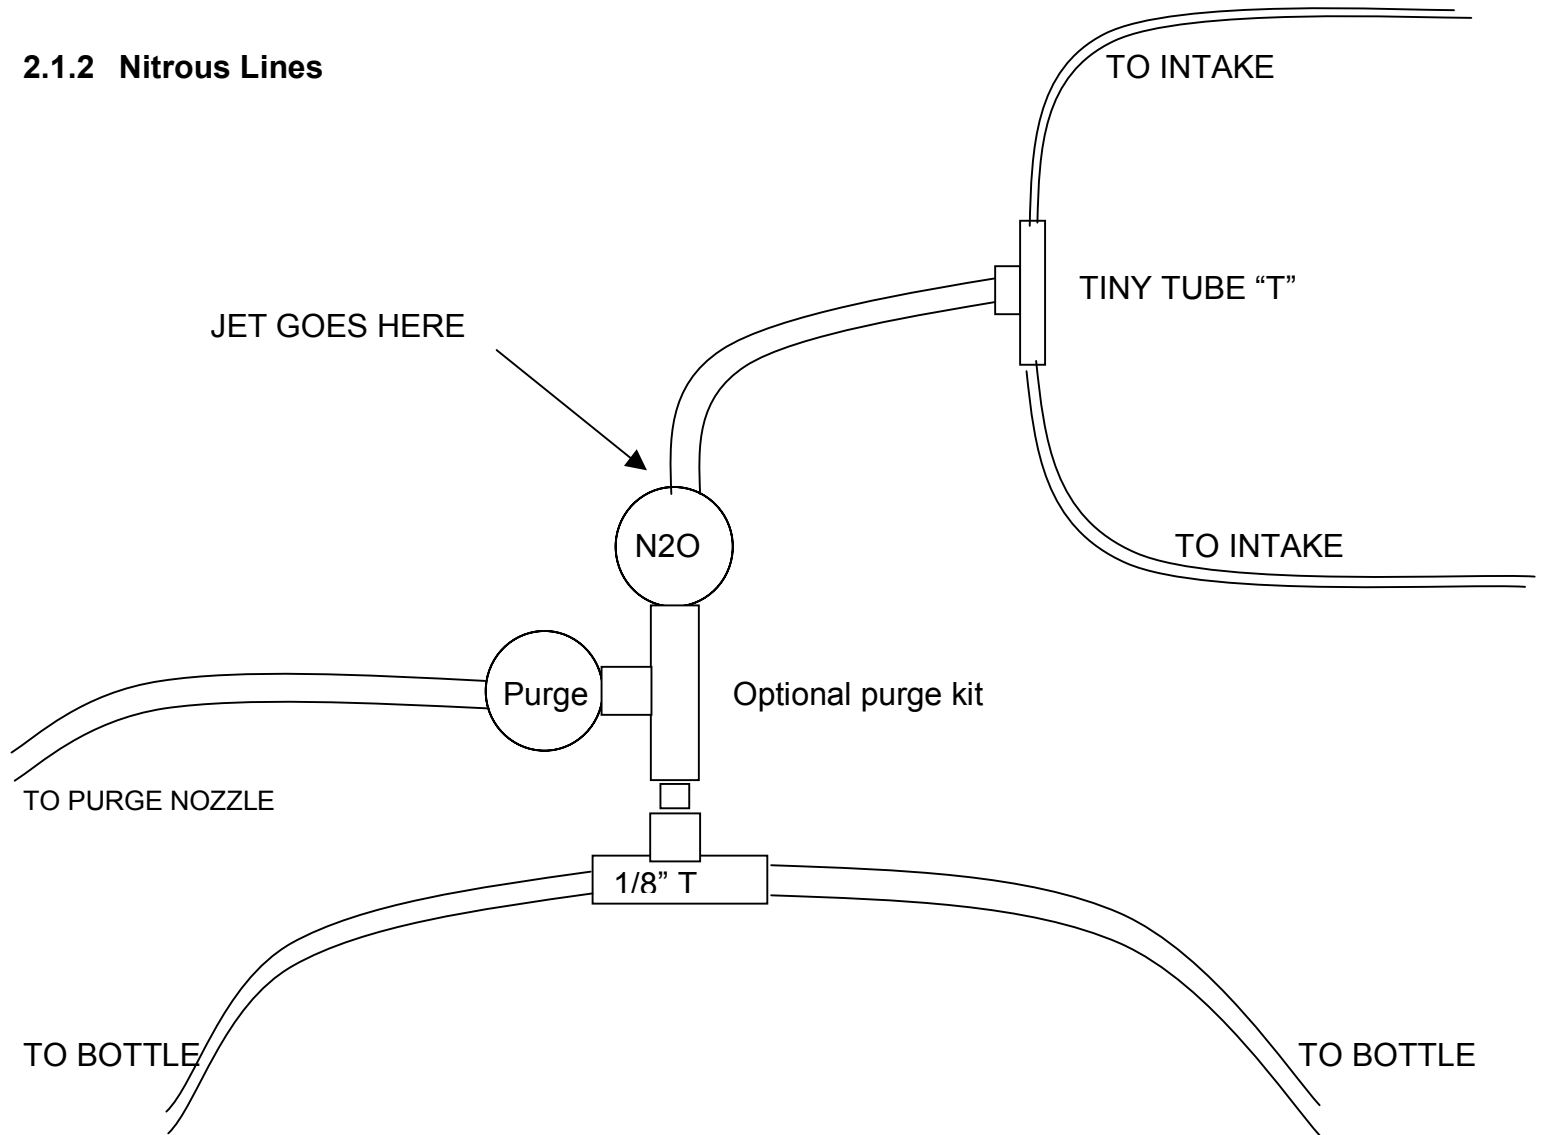 2.1.2 Nitrous Lines
TO INTAKE
TINY TUBE “T”
JET GOES HERE
N2O
TO INTAKE
Purge
Optional purge kit
TO PURGE NOZZLE
1/8” T
TO BOTTLE
TO BOTTLE